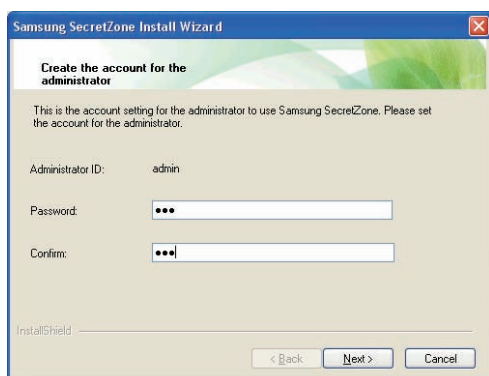 Samsung SecretZone Install Wizard
Create the account for the
administrator
This is the account setting for the administrator to use Samsung SecretZone. Please set
the account for the administrator.
Administrator ID: admin
Password: •••
Confirm: •••
InstallShield
< Back Next > Cancel